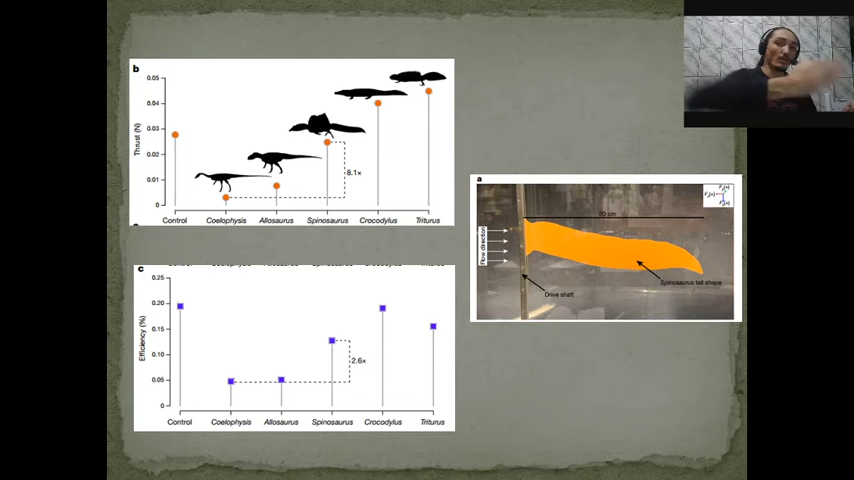 b
0.05
0.04
0.03
0.02
0.01
0
Thrust (N)
8.1×
Control
Coelophysis
Allosaurus
Spinosaurus
Crocodylus
Triturus
c
0.25
0.20
0.15
0.10
0.05
0
Efficiency (%)
2.6×
Control
Coelophysis
Allosaurus
Spinosaurus
Crocodylus
Triturus
a
20 cm
Flow direction
Spinosaurus tail shape
Drive shaft